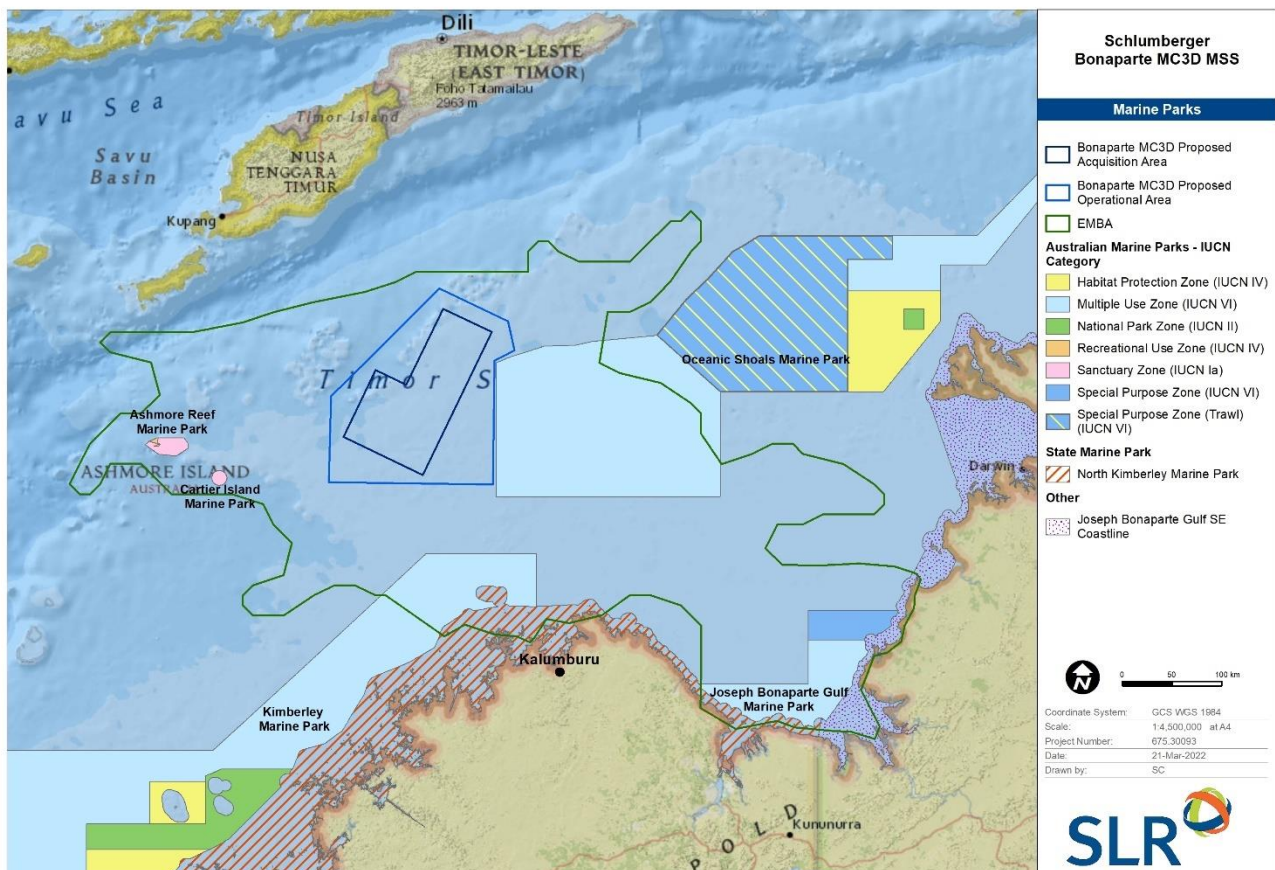 Dili
TIMOR-LESTE
(EAST TIMOR)
Foho Tatamailau
2963 m
Timor Island
avu Sea
Savu
Basin
NUSA
TENGGARA
TIMUR
Kupang
Timor S
Oceanic Shoals Marine Park
Ashmore Reef
Marine Park
ASHMORE ISLAND
AUSTRA
Cartier Island
Marine Park
Darwin
Kalumburu
Kimberley
Marine Park
Joseph Bonaparte Gulf
Marine Park
Kununurra
POLD
Schlumberger
Bonaparte MC3D MSS
Marine Parks
Bonaparte MC3D Proposed
Acquisition Area
Bonaparte MC3D Proposed
Operational Area
EMBA
Australian Marine Parks - IUCN
Category
Habitat Protection Zone (IUCN IV)
Multiple Use Zone (IUCN VI)
National Park Zone (IUCN II)
Recreational Use Zone (IUCN IV)
Sanctuary Zone (IUCN Ia)
Special Purpose Zone (IUCN VI)
Special Purpose Zone (Trawl)
(IUCN VI)
State Marine Park
North Kimberley Marine Park
Other
Joseph Bonaparte Gulf SE
Coastline
N
0 50 100 km
Coordinate System: GCS WGS 1984
Scale: 1:4,500,000 at A4
Project Number: 675.30093
Date: 21-Mar-2022
Drawn by: SC
SLR